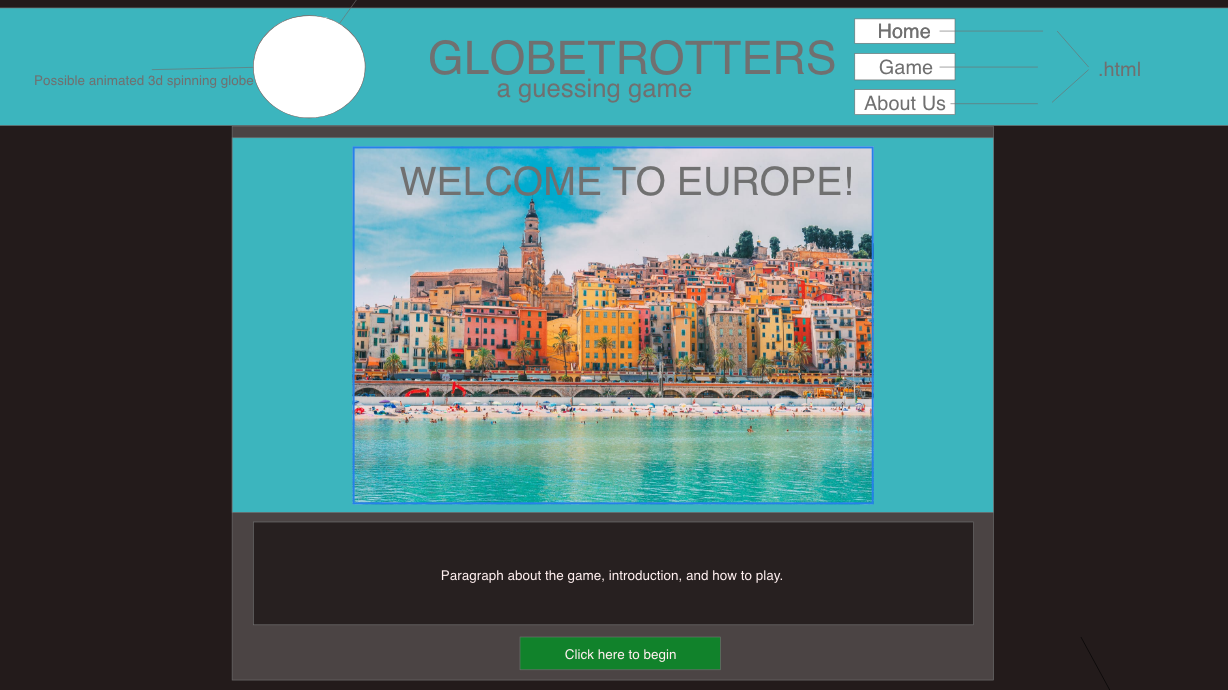 Possible animated 3d spinning globe
GLOBETROTTERS
a guessing game
Home
Game
About Us
.html
WELCOME TO EUROPE!
Paragraph about the game, introduction, and how to play.
Click here to begin